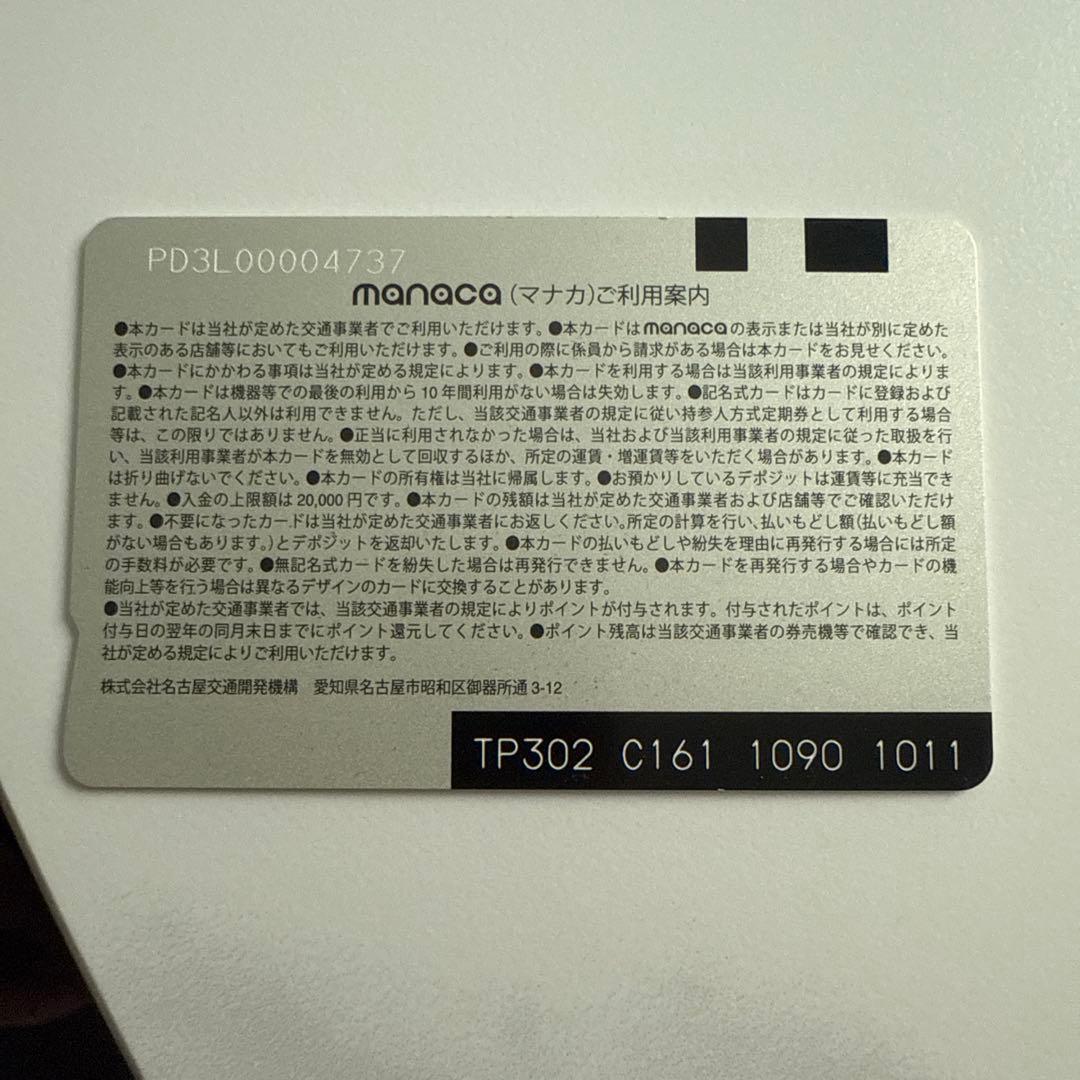 PD3L00004737
manaca(マナカ)ご利用案内
●本カードは当社が定めた交通事業者でご利用いただけます。●本カードはmanacaの表示または当社が別に定めた
表示のある店舗等においてもご利用いただけます。●ご利用の際に係員から請求がある場合は本カードをお見せください。
●本カードにかかわる事項は当社が定める規定によります。●本カードを利用する場合は当該利用事業者の規定によりま
す。●本カードは機器等での最後の利用から10年間利用がない場合は失効します。●記名式カードはカードに登録および
記載された記名人以外は利用できません。ただし、当該交通事業者の規定に従い持参人方式定期券として利用する場合
等は、この限りではありません。●正当に利用されなかった場合は、当社および当該利用事業者の規定に従った取扱を行
い、当該利用事業者が本カードを無効として回収するほか、所定の運賃・増運賃等をいただく場合があります。●本カード
は折り曲げないでください。●本カードの所有権は当社に帰属します。●お預かりしているデポジットは運賃等に充当でき
ません。●入金の上限額は20,000円です。●本カードの残額は当社が定めた交通事業者および店舗等でご確認いただけ
ます。●不要になったカードは当社が定めた交通事業者にお返しください。所定の計算を行い、払いもどし額(払いもどし額
がない場合もあります。)とデポジットを返却いたします。●本カードの払いもどしや紛失を理由に再発行する場合には所定
の手数料が必要です。●無記名式カードを紛失した場合は再発行できません。●本カードを再発行する場合やカードの機
能向上等を行う場合は異なるデザインのカードに交換することがあります。
●当社が定めた交通事業者では、当該交通事業者の規定によりポイントが付与されます。付与されたポイントは、ポイント
付与日の翌年の同月末日までにポイント還元してください。●ポイント残高は当該交通事業者の券売機等で確認でき、当
社が定める規定によりご利用いただけます。
株式会社名古屋交通開発機構 愛知県名古屋市昭和区御器所通3-12
TP302 C161 1090 1011